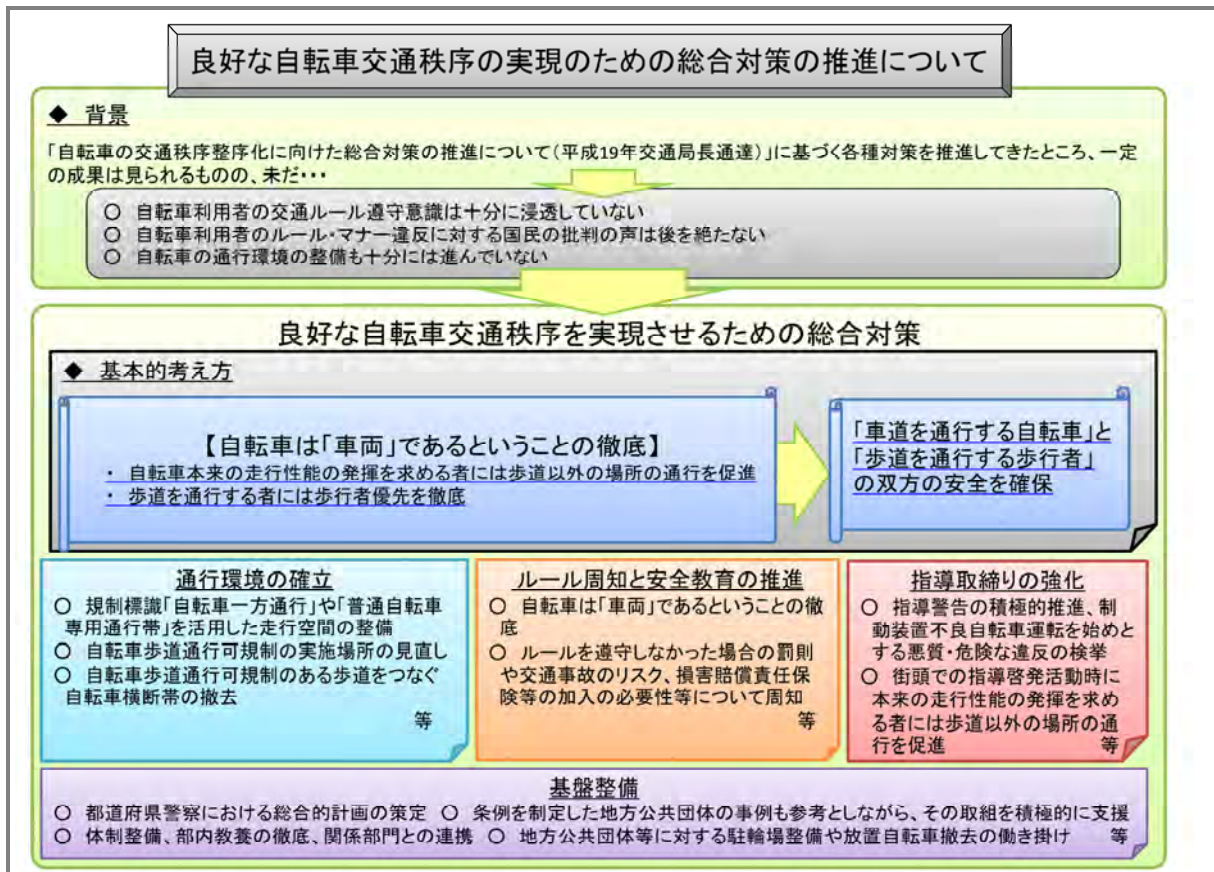 良好な自転車交通秩序の実現のための総合対策の推進について
◆ 背景
「自転車の交通秩序整序化に向けた総合対策の推進について(平成19年交通局長通達)」に基づく各種対策を推進してきたところ、一定
の成果は見られるものの、未だ・・・
○ 自転車利用者の交通ルール遵守意識は十分に浸透していない
○ 自転車利用者のルール・マナー違反に対する国民の批判の声は後を絶たない
○ 自転車の通行環境の整備も十分には進んでいない
良好な自転車交通秩序を実現させるための総合対策
◆ 基本的考え方
【自転車は「車両」であるということの徹底】
・ 自転車本来の走行性能の発揮を求める者には歩道以外の場所の通行を促進
・ 歩道を通行する者には歩行者優先を徹底
「車道を通行する自転車」と
「歩道を通行する歩行者」
の双方の安全を確保
通行環境の確立
○ 規制標識「自転車一方通行」や「普通自転車
専用通行帯」を活用した走行空間の整備
○ 自転車歩道通行可規制の実施場所の見直し
○ 自転車歩道通行可規制のある歩道をつなぐ
自転車横断帯の撤去
等
ルール周知と安全教育の推進
○ 自転車は「車両」であるということの徹
底
○ ルールを遵守しなかった場合の罰則
や交通事故のリスク、損害賠償責任保
険等の加入の必要性等について周知
等
指導取締りの強化
○ 指導警告の積極的推進、制
動装置不良自転車運転を始めと
する悪質・危険な違反の検挙
○ 街頭での指導啓発活動時に
本来の走行性能の発揮を求め
る者には歩道以外の場所の通
行を促進 等
基盤整備
○ 都道府県警察における総合的計画の策定 ○ 条例を制定した地方公共団体の事例も参考としながら、その取組を積極的に支援
○ 体制整備、部内教養の徹底、関係部門との連携 ○ 地方公共団体等に対する駐輪場整備や放置自転車撤去の働き掛け 等